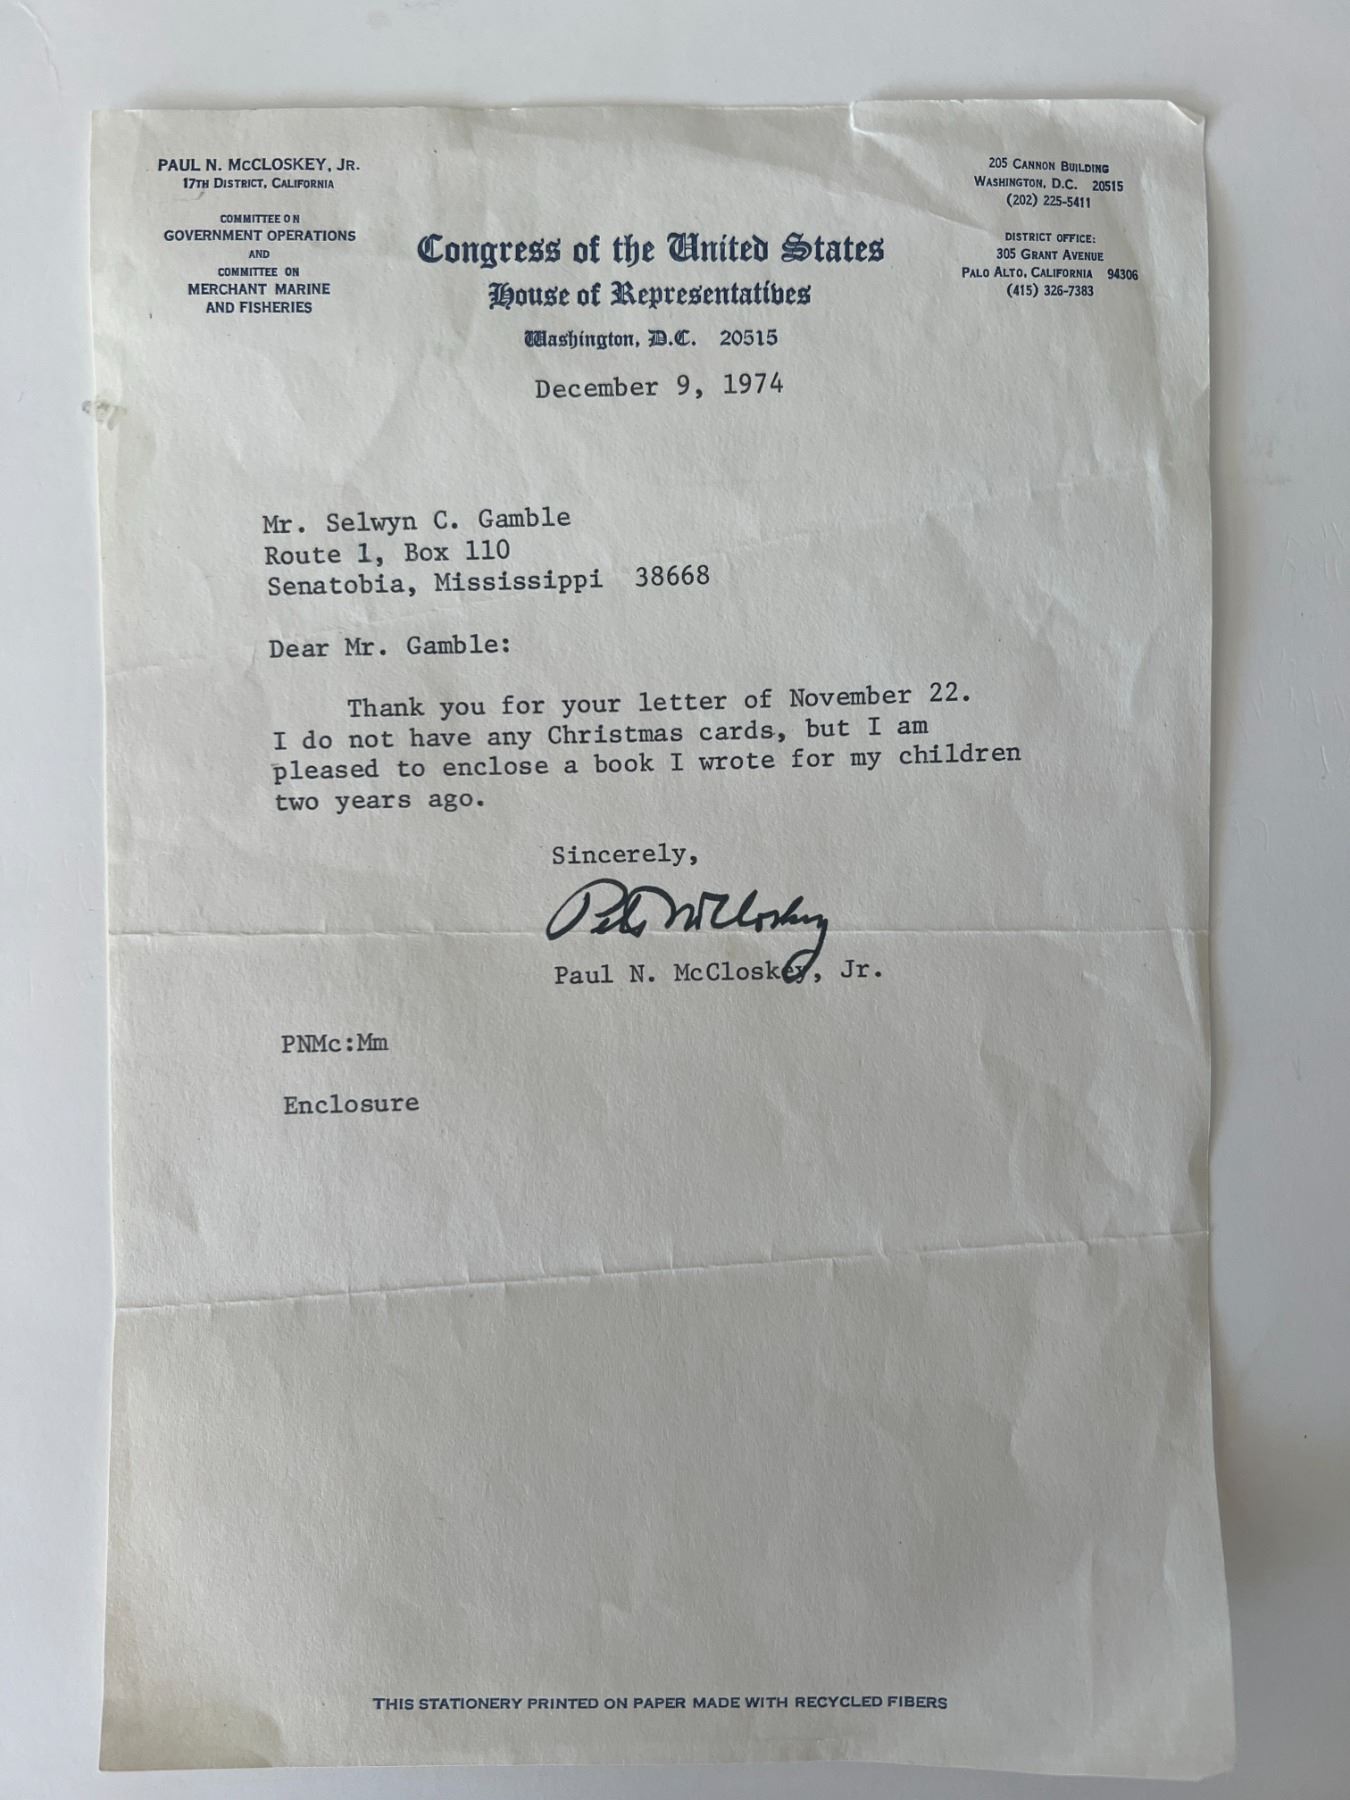 PAUL N. McCLOSKEY, JR.
17TH DISTRICT, CALIFORNIA
COMMITTEE ON
GOVERNMENT OPERATIONS
AND
COMMITTEE ON
MERCHANT MARINE
AND FISHERIES
205 CANNON BUILDING
WASHINGTON, D.C. 20515
(202) 225-5411
DISTRICT OFFICE:
305 GRANT AVENUE
PALO ALTO, CALIFORNIA 94306
(415) 326-7383
Congress of the United States
House of Representatives
Washington, D.C. 20515
December 9, 1974
Mr. Selwyn C. Gamble
Route 1, Box 110
Senatobia, Mississippi 38668
Dear Mr. Gamble:
Thank you for your letter of November 22.
I do not have any Christmas cards, but I am
pleased to enclose a book I wrote for my children
two years ago.
Sincerely,
Pete McCloskey
Paul N. McCloskey, Jr.
PNMc:Mm
Enclosure
THIS STATIONERY PRINTED ON PAPER MADE WITH RECYCLED FIBERS